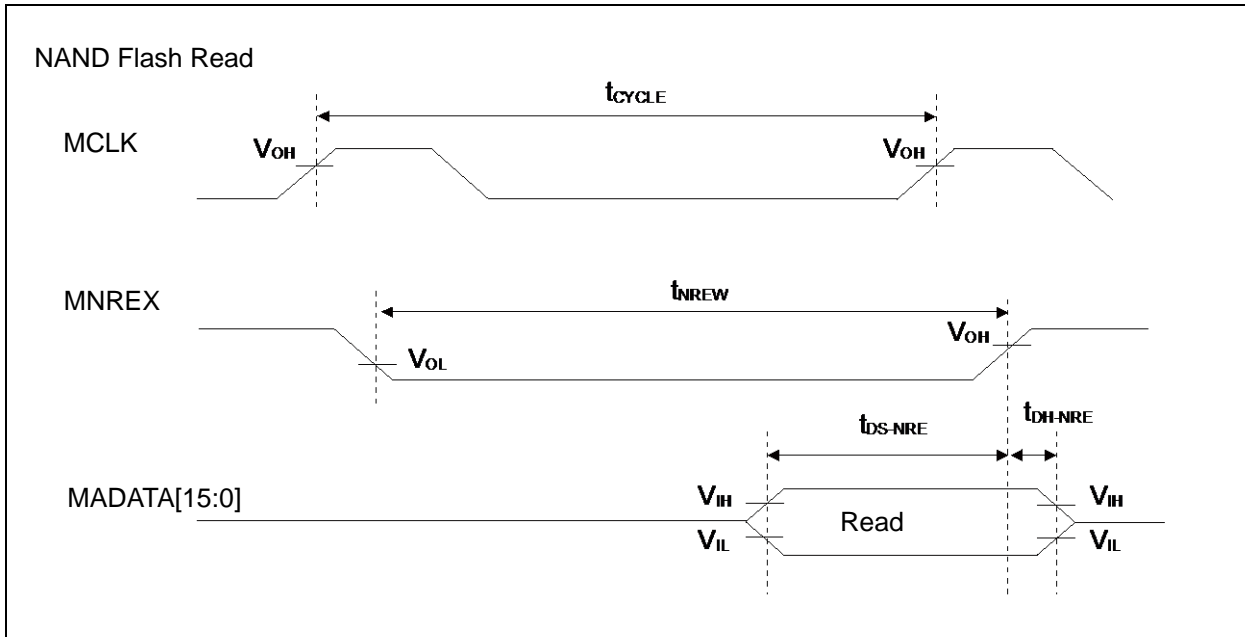 NAND Flash Read
tCYCLE
MCLK
VOH
VOH
tNREW
MNREX
VOH
VOL
tDS-NRE
tDH-NRE
MADATA[15:0]
VIH
VIH
Read
VIL
VIL